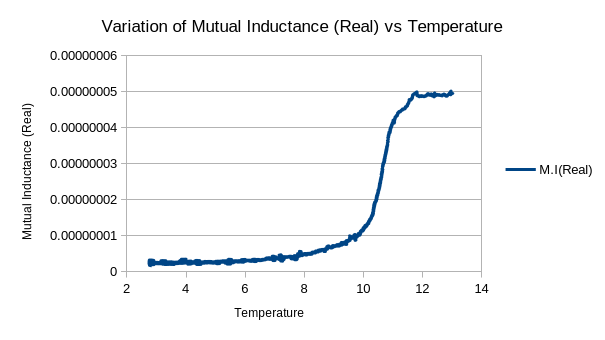 Variation of Mutual Inductance (Real) vs Temperature
0.00000006
0.00000005
0.00000004
0.00000003
0.00000002
0.00000001
0
Mutual Inductance (Real)
M.I(Real)
2 4 6 8 10 12 14
Temperature